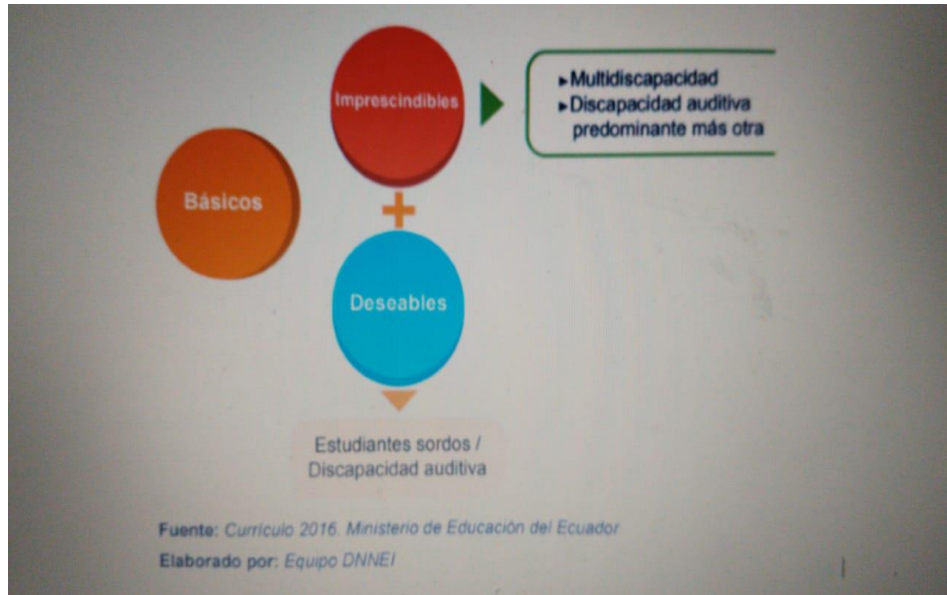 Imprescindibles
▸Multidiscapacidad
▸Discapacidad auditiva
predominante más otra
Básicos
+
Deseables
Estudiantes sordos /
Discapacidad auditiva
Fuente: Currículo 2016. Ministerio de Educación del Ecuador
Elaborado por: Equipo DNNEI